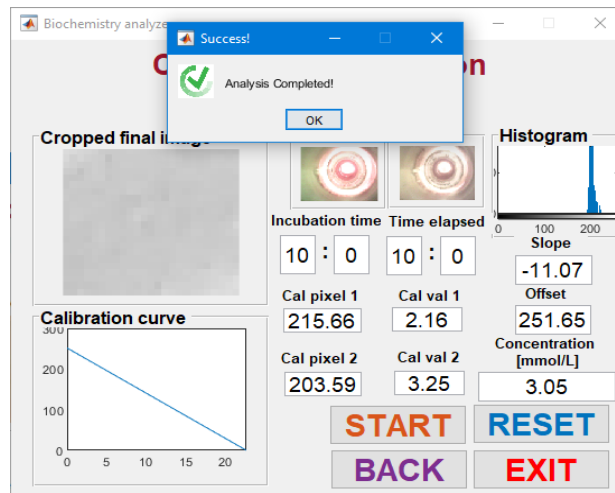 Biochemistry analyze
Success!
Analysis Completed!
OK
Cropped final image
Histogram
0 100 200
Incubation time
Time elapsed
10 : 0
10 : 0
Slope
-11.07
Offset
251.65
Cal pixel 1
Cal val 1
215.66
2.16
Cal pixel 2
Cal val 2
203.59
3.25
Concentration
[mmol/L]
3.05
Calibration curve
300
200
100
0
0 5 10 15 20
START
RESET
BACK
EXIT